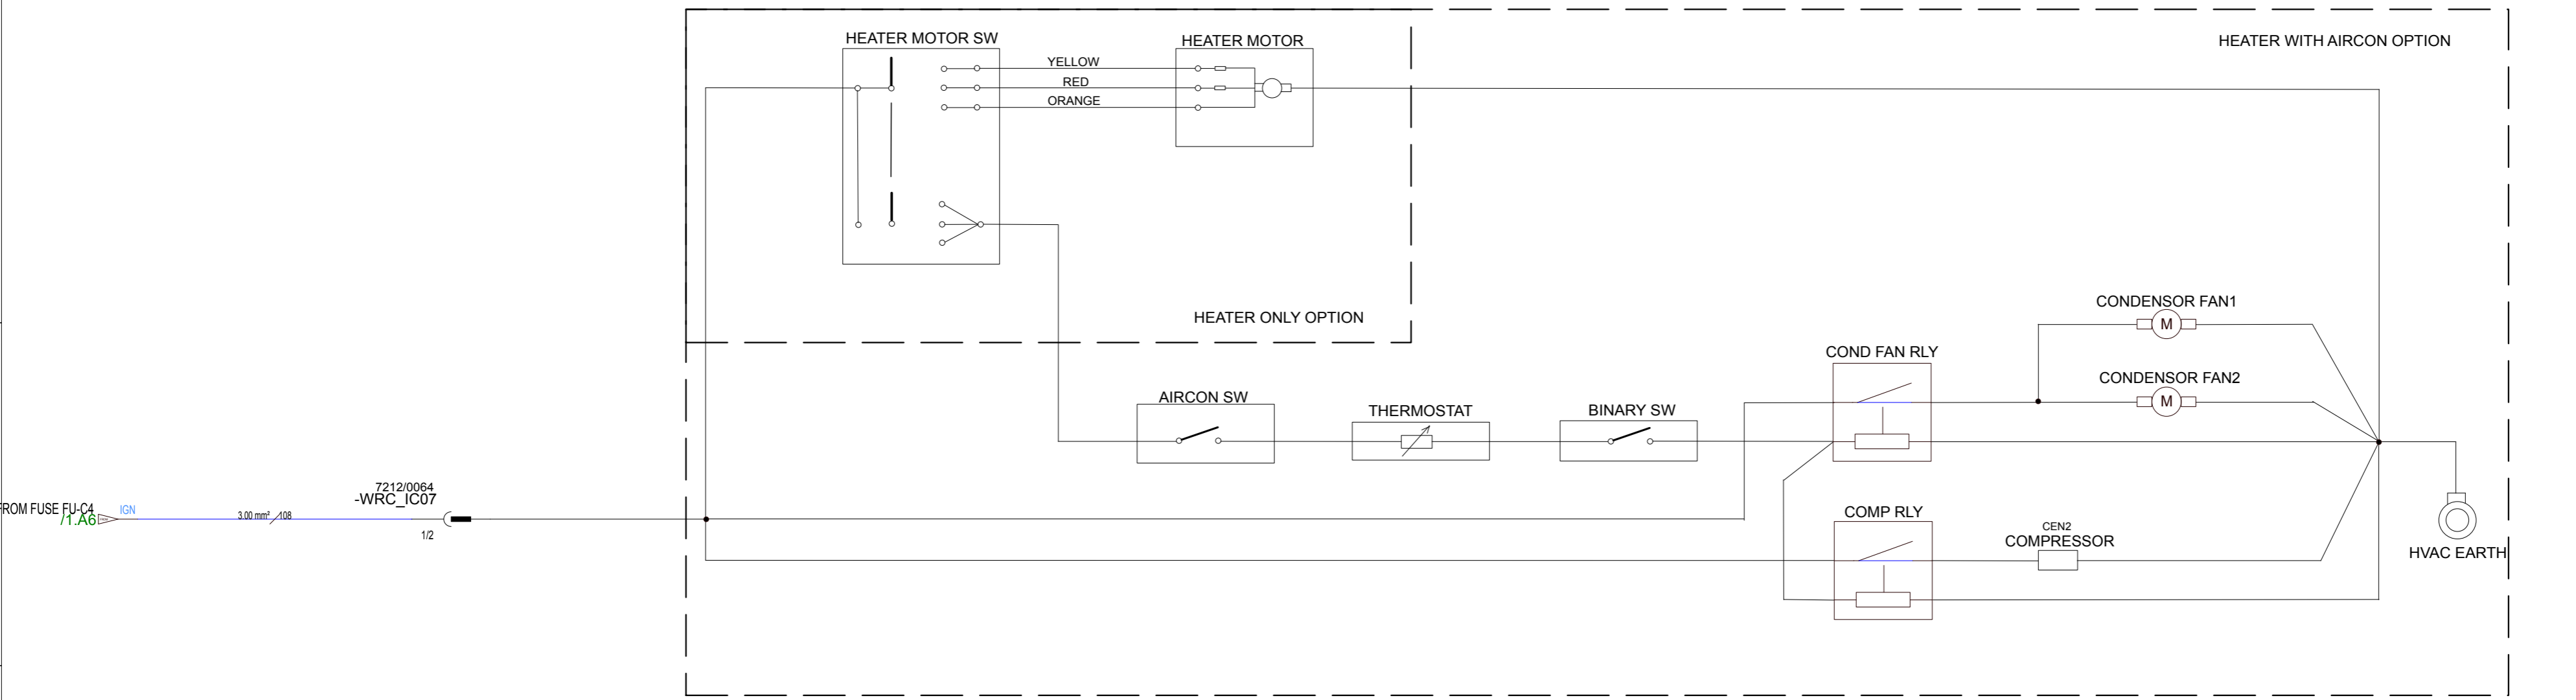 HEATER MOTOR SW
HEATER MOTOR
HEATER WITH AIRCON OPTION
YELLOW
RED
ORANGE
HEATER ONLY OPTION
CONDENSOR FAN1
M
COND FAN RLY
CONDENSOR FAN2
M
AIRCON SW
THERMOSTAT
BINARY SW
7212/0064
-WRC_IC07
FROM FUSE FU-C4
/1.A6
IGN
3.00 mm² 108
1/2
COMP RLY
CEN2
COMPRESSOR
HVAC EARTH